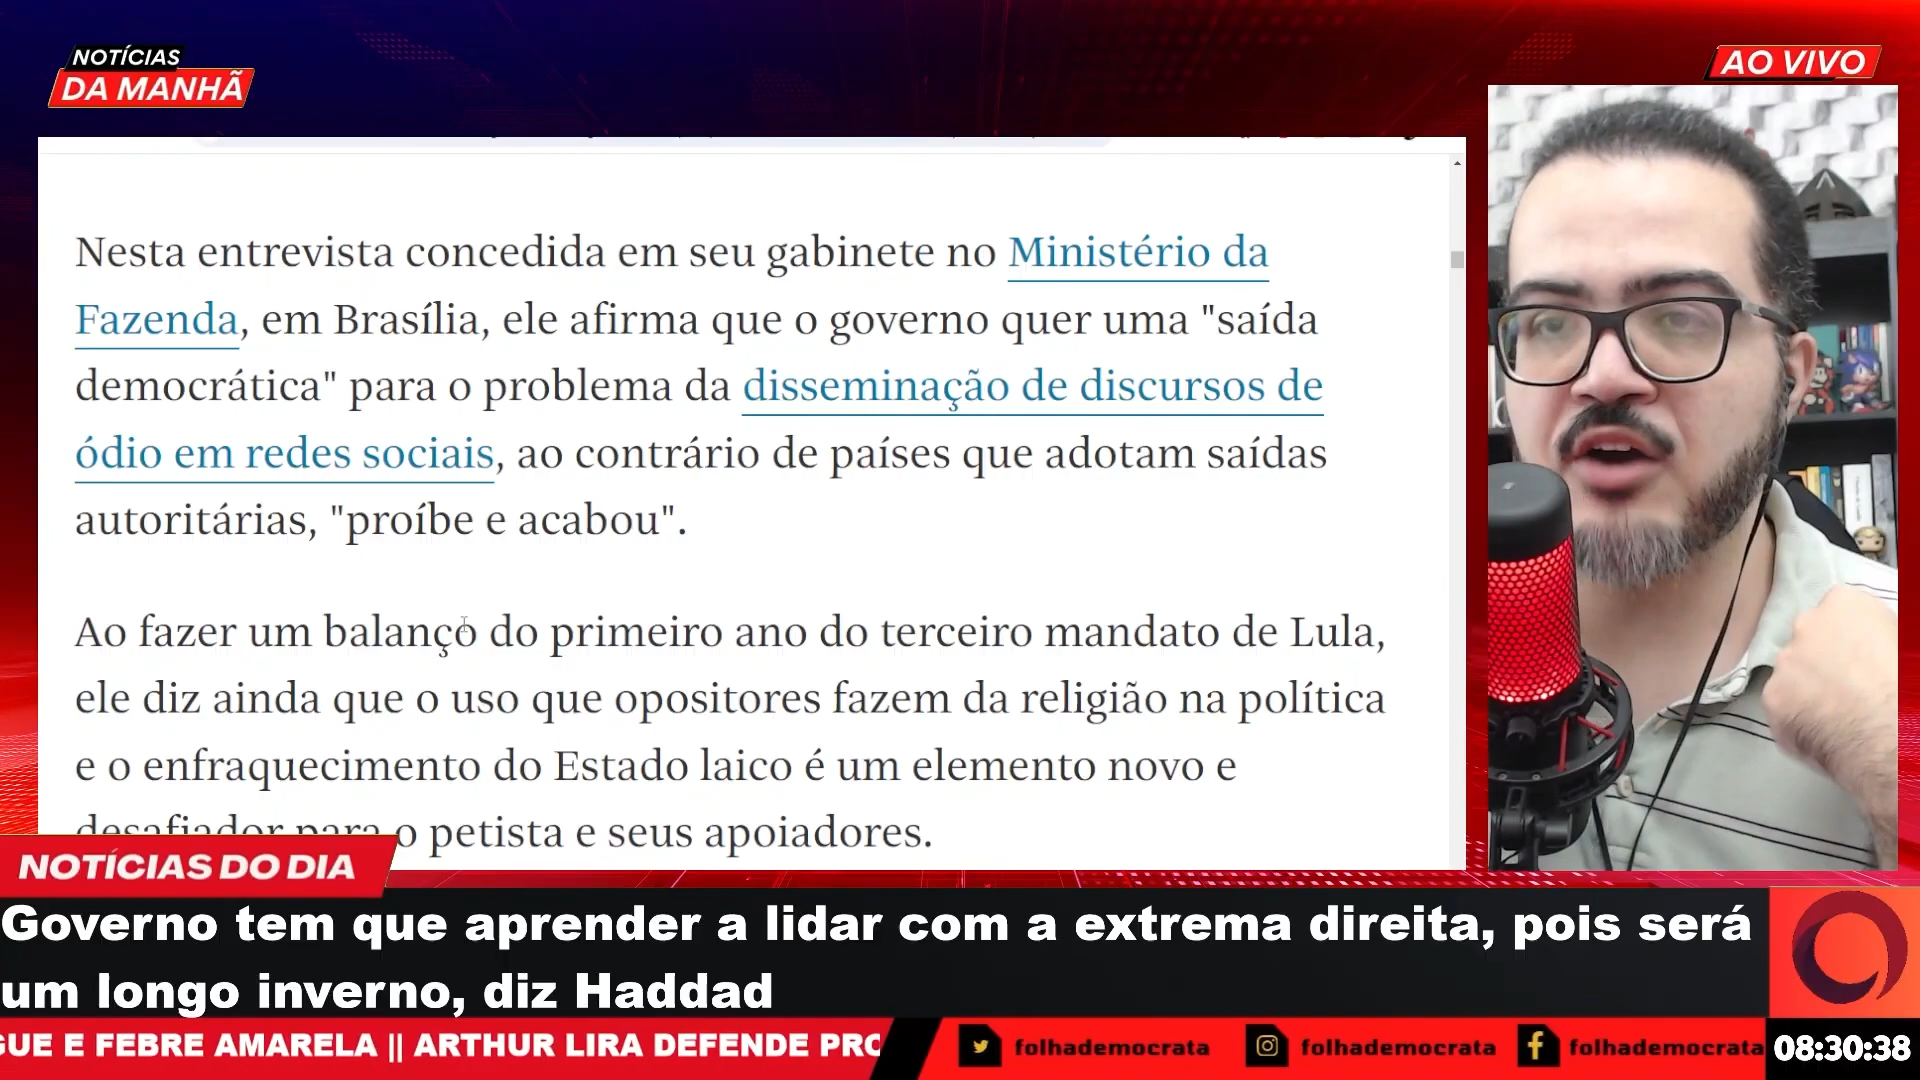 NOTÍCIAS
DA MANHÃ
AO VIVO
Nesta entrevista concedida em seu gabinete no Ministério da
Fazenda, em Brasília, ele afirma que o governo quer uma "saída
democrática" para o problema da disseminação de discursos de
ódio em redes sociais, ao contrário de países que adotam saídas
autoritárias, "proíbe e acabou".
Ao fazer um balanço do primeiro ano do terceiro mandato de Lula,
ele diz ainda que o uso que opositores fazem da religião na política
e o enfraquecimento do Estado laico é um elemento novo e
desafiador para o petista e seus apoiadores.
NOTÍCIAS DO DIA
Governo tem que aprender a lidar com a extrema direita, pois será
um longo inverno, diz Haddad
GUE E FEBRE AMARELA || ARTHUR LIRA DEFENDE PRO
folhademocrata
folhademocrata
folhademocrata
08:30:38